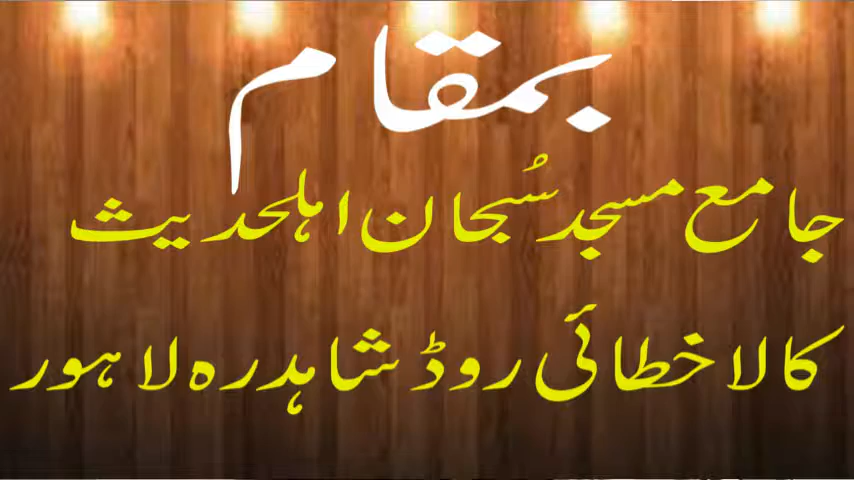 بمقام
جامع مسجد سُبحان اہلحدیث
کالا خطائی روڈ شاہدرہ لاہور